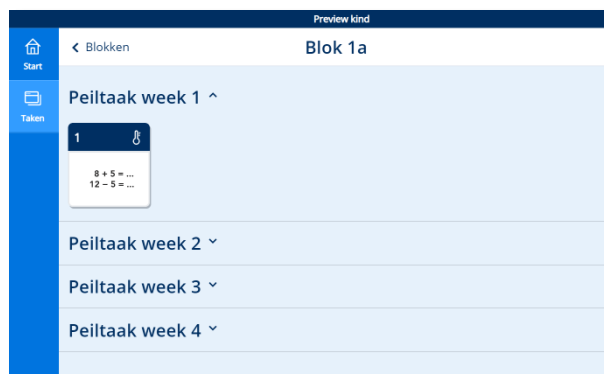 Preview kind
Start
Blokken
Blok 1a
Taken
Peiltaak week 1
1
8 + 5 = ...
12 – 5 = ...
Peiltaak week 2
Peiltaak week 3
Peiltaak week 4